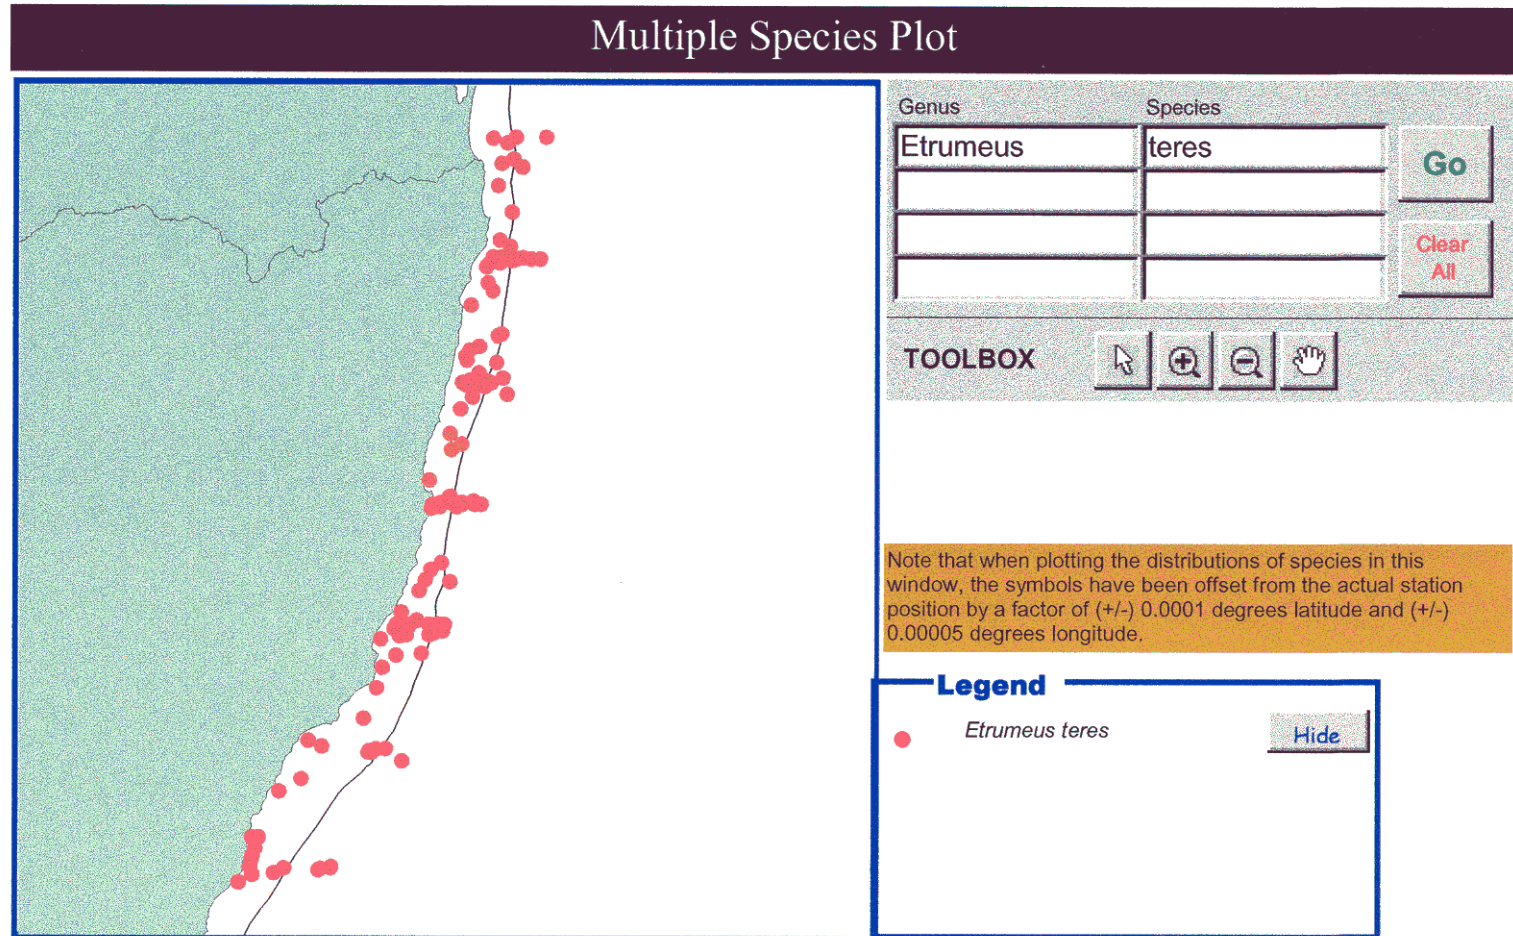 Multiple Species Plot
Genus Species
Etrumeus teres
Go
Clear
All
TOOLBOX
Note that when plotting the distributions of species in this
window, the symbols have been offset from the actual station
position by a factor of (+/-) 0.0001 degrees latitude and (+/-)
0.00005 degrees longitude.
Legend
Etrumeus teres
Hide